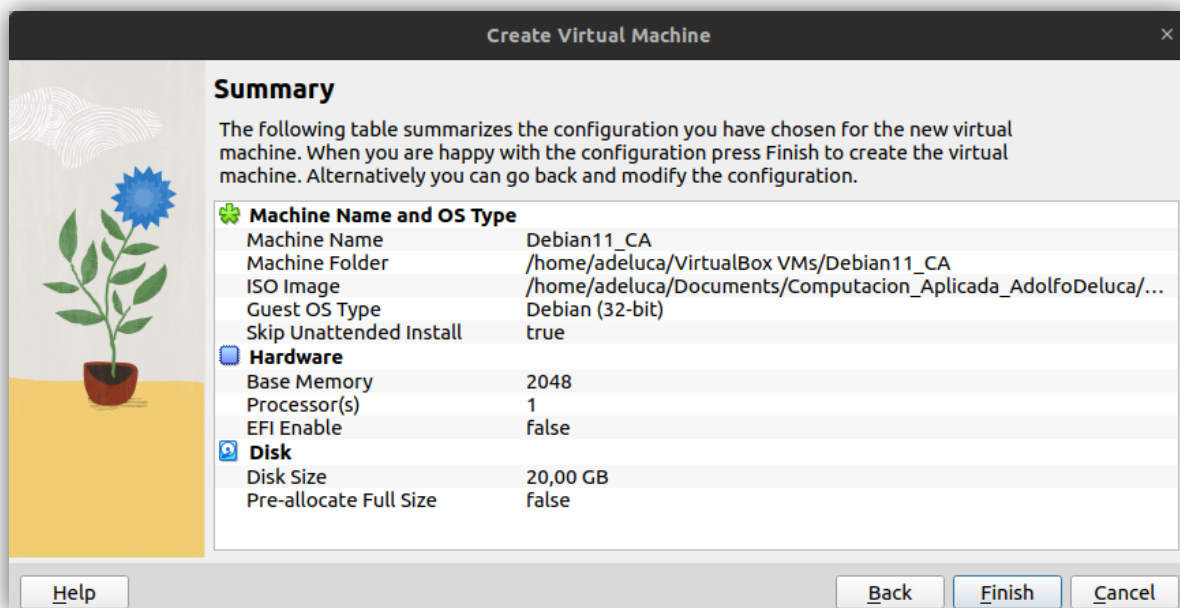 Create Virtual Machine
Summary
The following table summarizes the configuration you have chosen for the new virtual
machine. When you are happy with the configuration press Finish to create the virtual
machine. Alternatively you can go back and modify the configuration.
Machine Name and OS Type
Machine Name Debian11_CA
Machine Folder /home/adeluca/VirtualBox VMs/Debian11_CA
ISO Image /home/adeluca/Documents/Computacion_Aplicada_AdolfoDeluca/...
Guest OS Type Debian (32-bit)
Skip Unattended Install true
Hardware
Base Memory 2048
Processor(s) 1
EFI Enable false
Disk
Disk Size 20,00 GB
Pre-allocate Full Size false
Help Back Finish Cancel